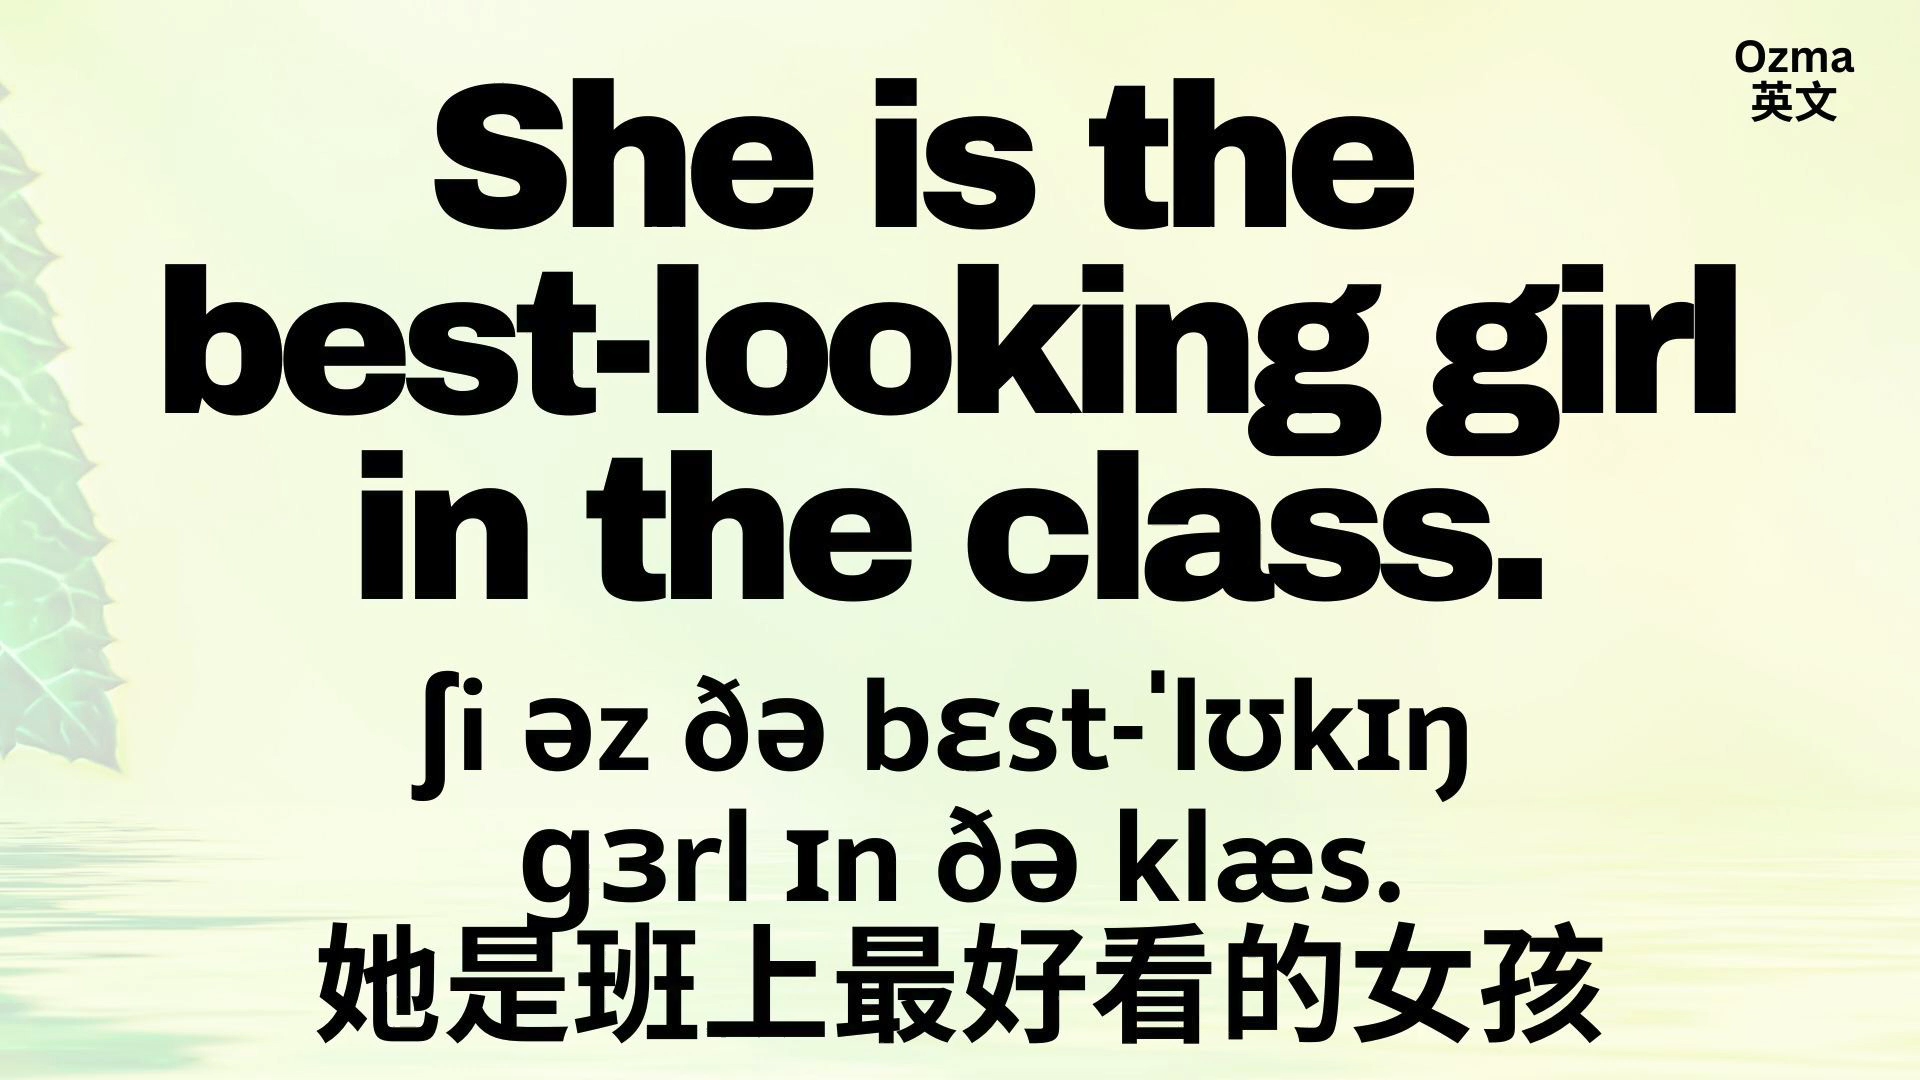 Ozma
英文
She is the
best-looking girl
in the class.
ʃi əz ðə bɛst-ˈlʊkɪŋ
gɜrl ɪn ðə klæs.
她是班上最好看的女孩